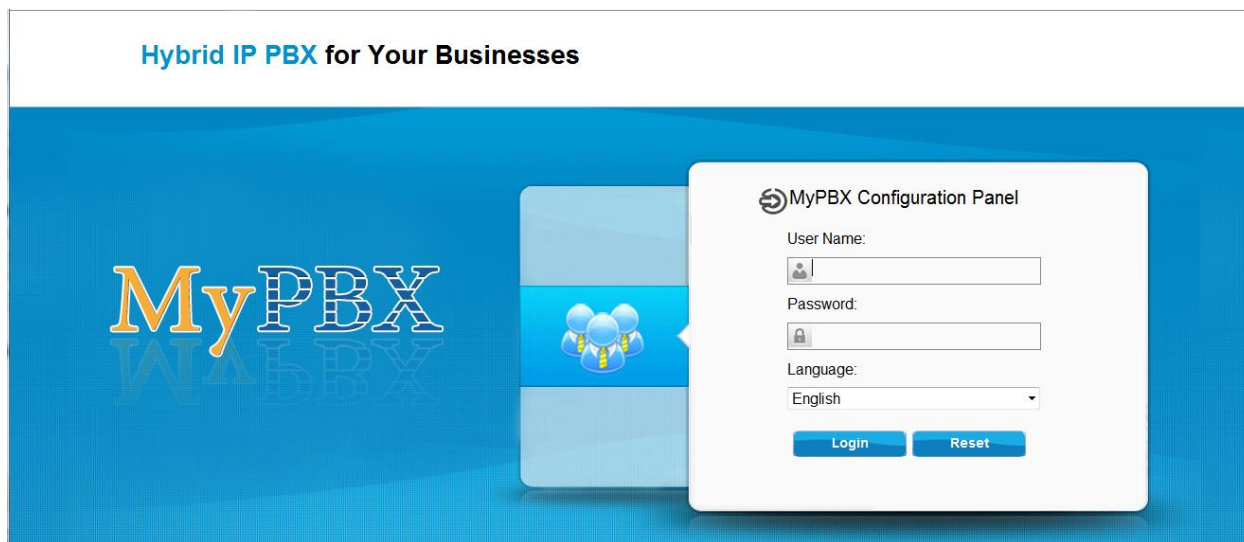 Hybrid IP PBX for Your Businesses
MyPBX
MyPBX Configuration Panel
User Name:
Password:
Language:
English
Login Reset